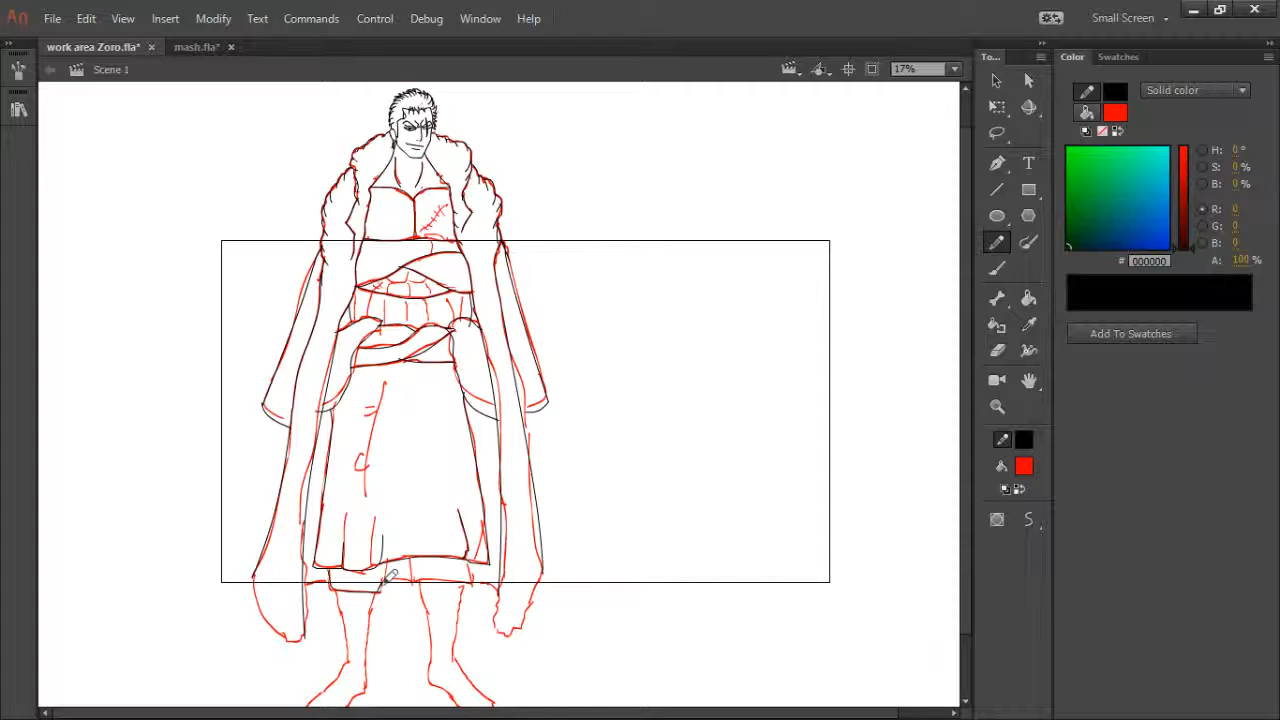 An File Edit View Insert Modify Text Commands Control Debug Window Help Small Screen
work area Zoro.fla* × mash.fla* × To... Color Swatches
Scene 1 17%
Solid color
H: 0 °
S: 0 %
B: 0 %
R: 0
G: 0
B: 0
# 000000 A: 100 %
Add To Swatches